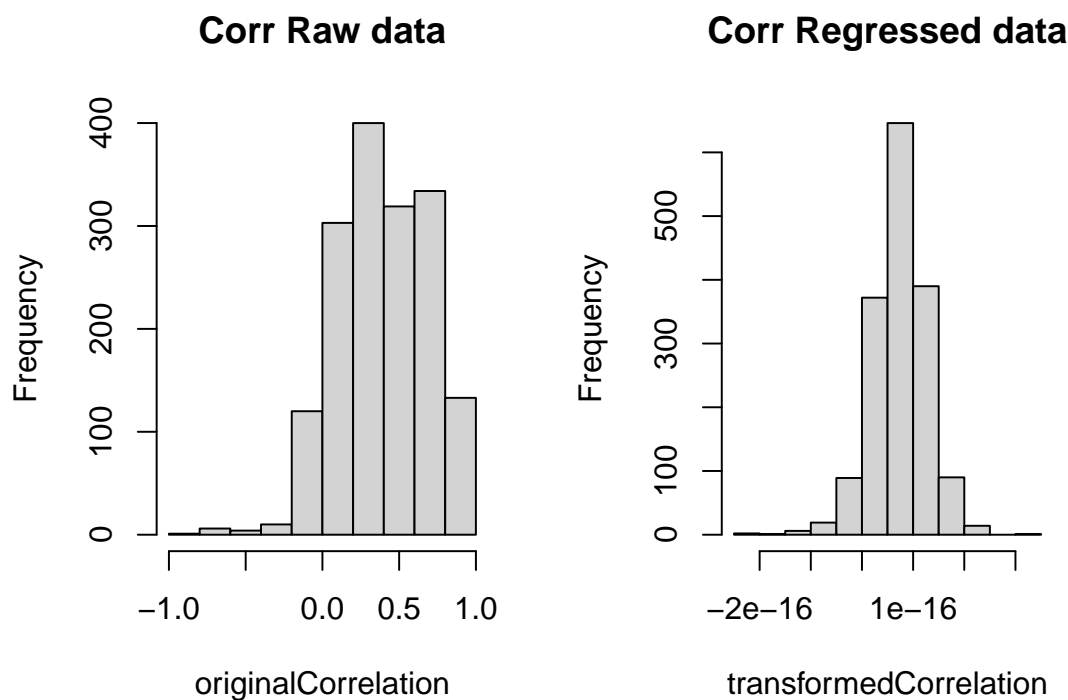 Corr Raw data
Frequency
0 100 200 300 400
−1.0 0.0 0.5 1.0
originalCorrelation
Corr Regressed data
Frequency
0 100 300 500
−2e−16 1e−16
transformedCorrelation